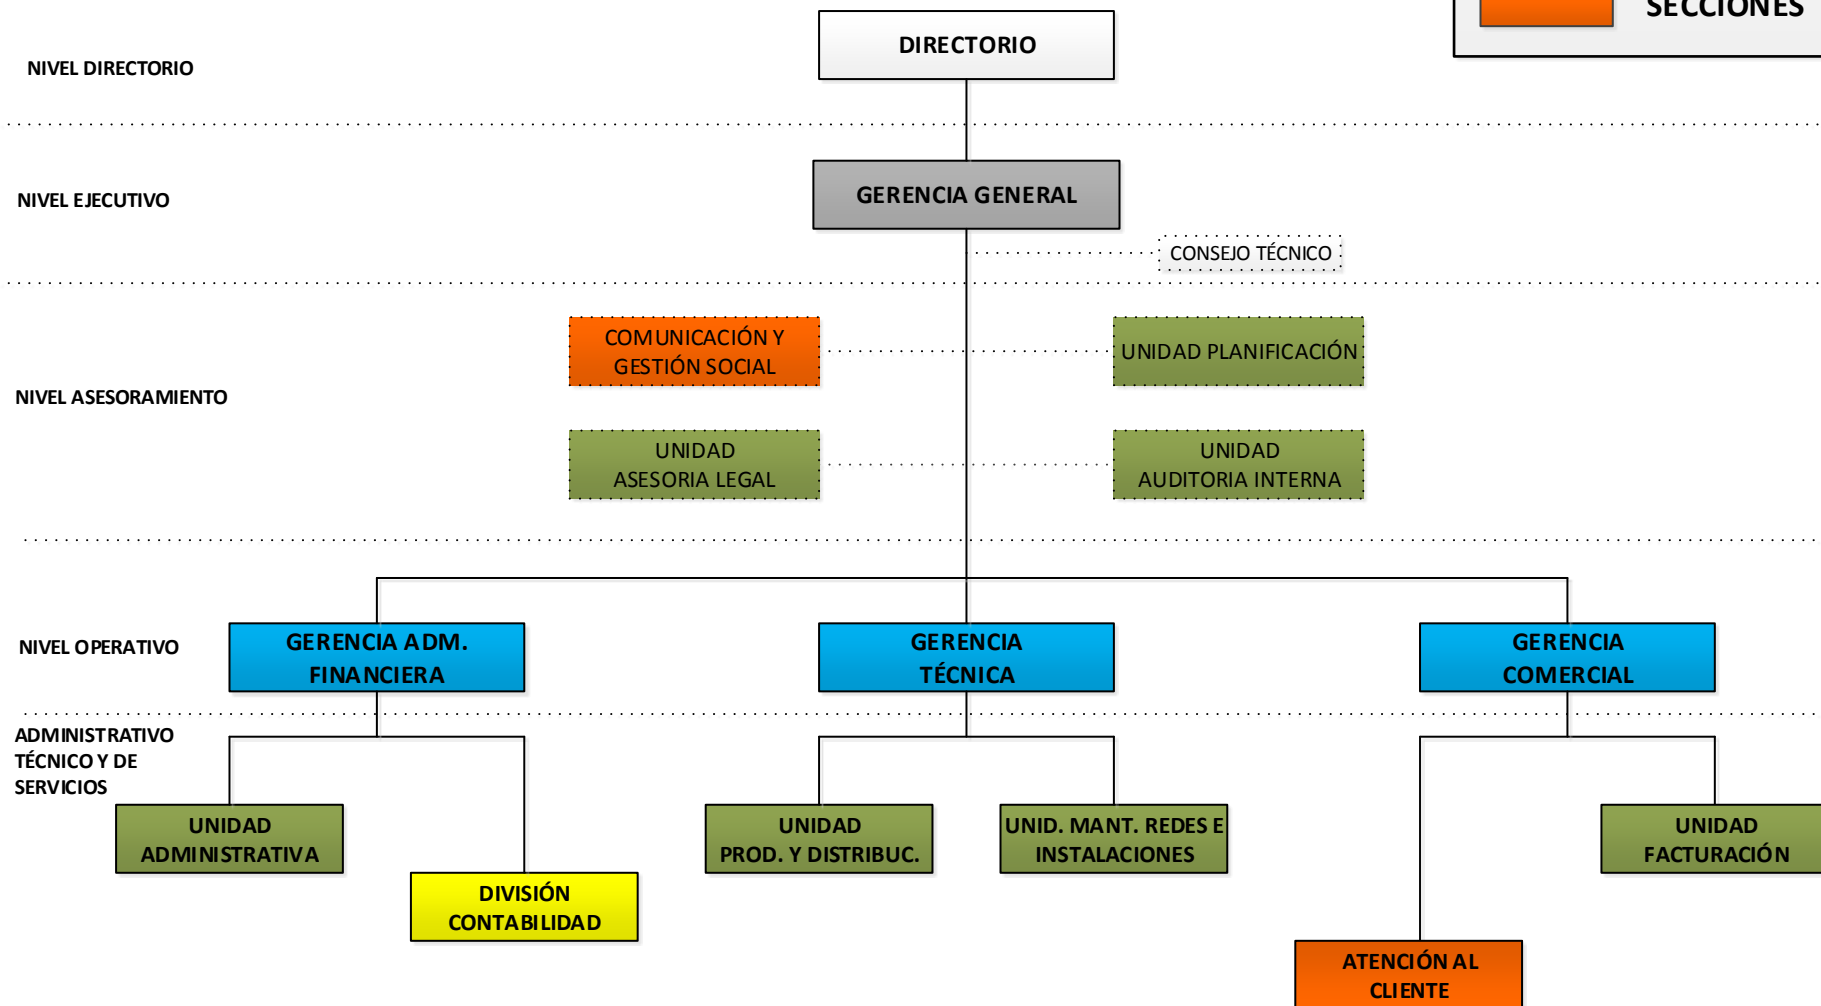 SECCIONES
DIRECTORIO
NIVEL DIRECTORIO
GERENCIA GENERAL
NIVEL EJECUTIVO
CONSEJO TÉCNICO
COMUNICACIÓN Y
GESTIÓN SOCIAL
UNIDAD PLANIFICACIÓN
NIVEL ASESORAMIENTO
UNIDAD
ASESORIA LEGAL
UNIDAD
AUDITORIA INTERNA
NIVEL OPERATIVO
GERENCIA ADM.
FINANCIERA
GERENCIA
TÉCNICA
GERENCIA
COMERCIAL
ADMINISTRATIVO
TÉCNICO Y DE
SERVICIOS
UNIDAD
ADMINISTRATIVA
UNIDAD
PROD. Y DISTRIBUC.
UNID. MANT. REDES E
INSTALACIONES
UNIDAD
FACTURACIÓN
DIVISIÓN
CONTABILIDAD
ATENCIÓN AL
CLIENTE